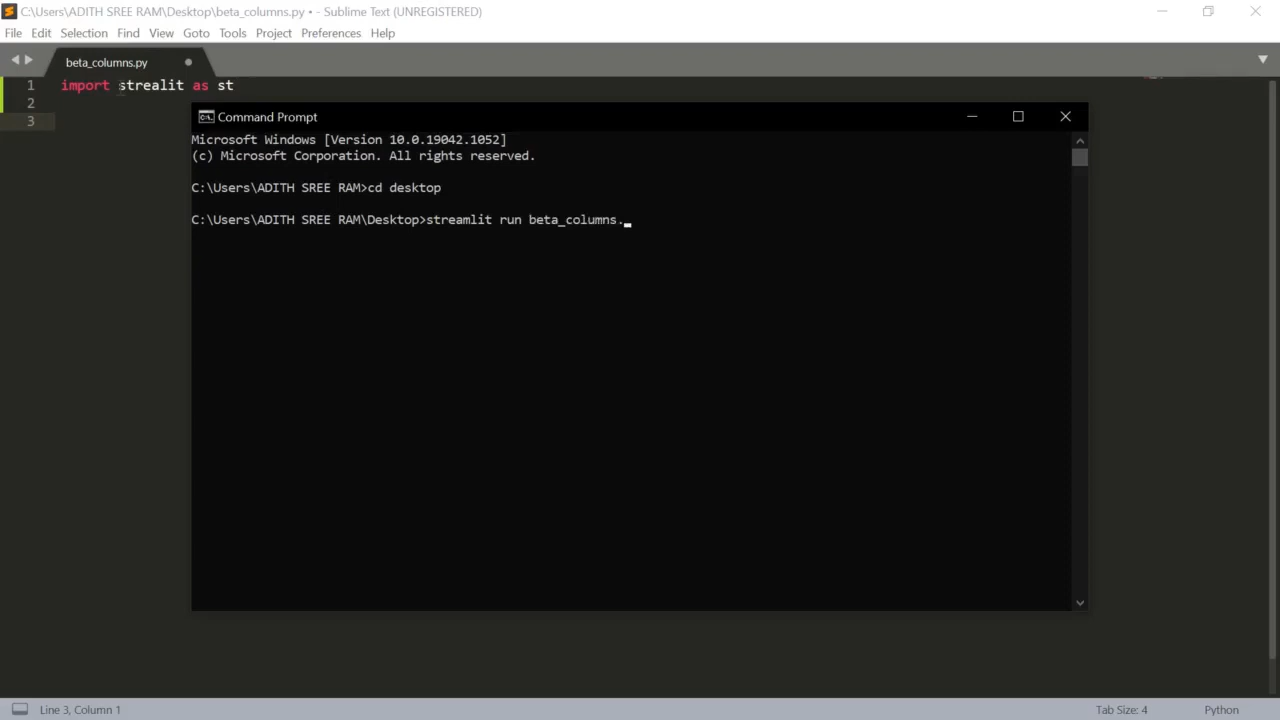 C:\Users\ADITH SREE RAM\Desktop\beta_columns.py • - Sublime Text (UNREGISTERED)
File Edit Selection Find View Goto Tools Project Preferences Help
beta_columns.py
1 import strealit as st
2
3
Command Prompt
Microsoft Windows [Version 10.0.19042.1052]
(c) Microsoft Corporation. All rights reserved.
C:\Users\ADITH SREE RAM>cd desktop
C:\Users\ADITH SREE RAM\Desktop>streamlit run beta_columns.
Line 3, Column 1 Tab Size: 4 Python